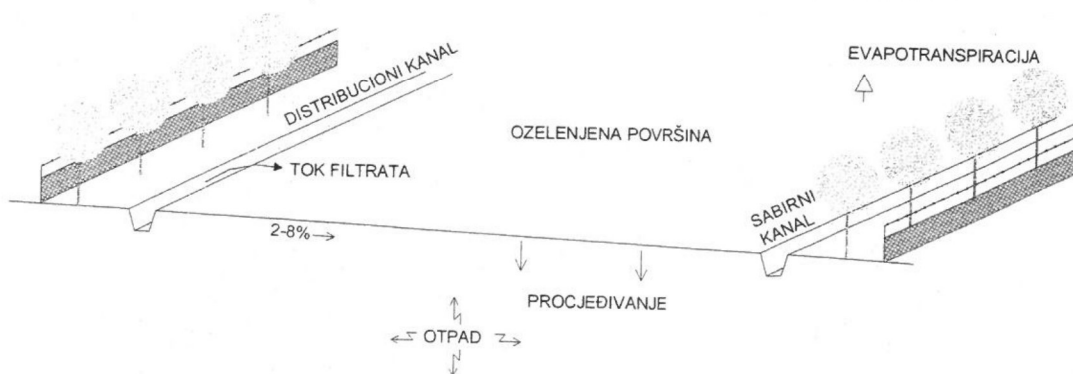 EVAPOTRANSPIRACIJA
DISTRIBUCIONI KANAL
OZELENJENA POVRŠINA
TOK FILTRATA
SABIRNI
KANAL
2-8%
PROCJEĐIVANJE
OTPAD